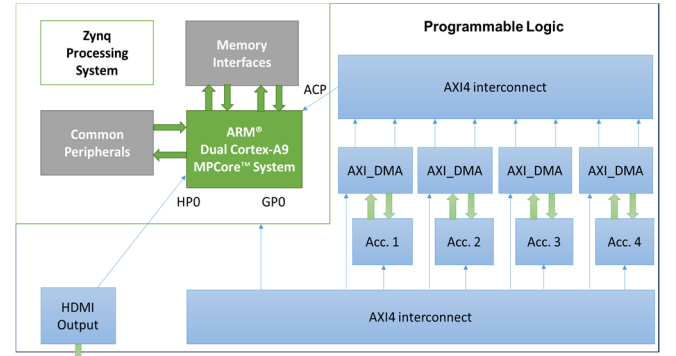 Zynq
Processing
System
Memory
Interfaces
Programmable Logic
ACP
AXI4 interconnect
Common
Peripherals
ARM®
Dual Cortex-A9
MPCore™ System
HP0
GP0
AXI_DMA
AXI_DMA
AXI_DMA
AXI_DMA
Acc. 1
Acc. 2
Acc. 3
Acc. 4
HDMI
Output
AXI4 interconnect